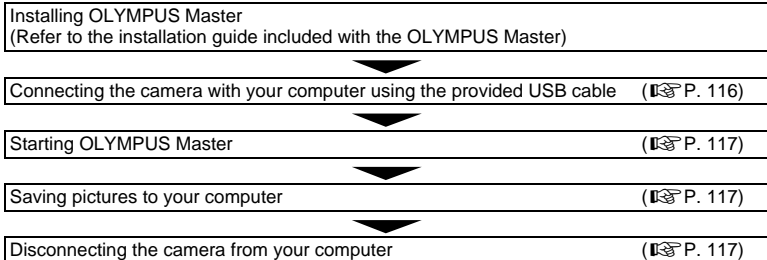 Installing OLYMPUS Master
(Refer to the installation guide included with the OLYMPUS Master)
Connecting the camera with your computer using the provided USB cable (☞P. 116)
Starting OLYMPUS Master (☞P. 117)
Saving pictures to your computer (☞P. 117)
Disconnecting the camera from your computer (☞P. 117)